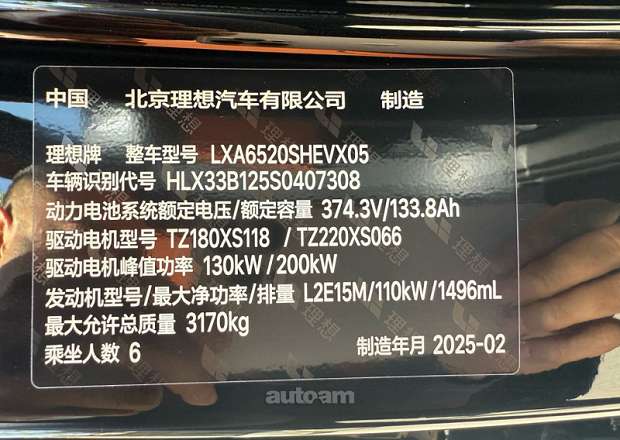 中国 北京理想汽车有限公司 制造
理想牌 整车型号 LXA6520SHEVX05
车辆识别代号 HLX33B125S0407308
动力电池系统额定电压/额定容量 374.3V/133.8Ah
驱动电机型号 TZ180XS118 / TZ220XS066
驱动电机峰值功率 130kW/200kW
发动机型号/最大净功率/排量 L2E15M/110kW/1496mL
最大允许总质量 3170kg
乘坐人数 6 制造年月 2025-02
autoam